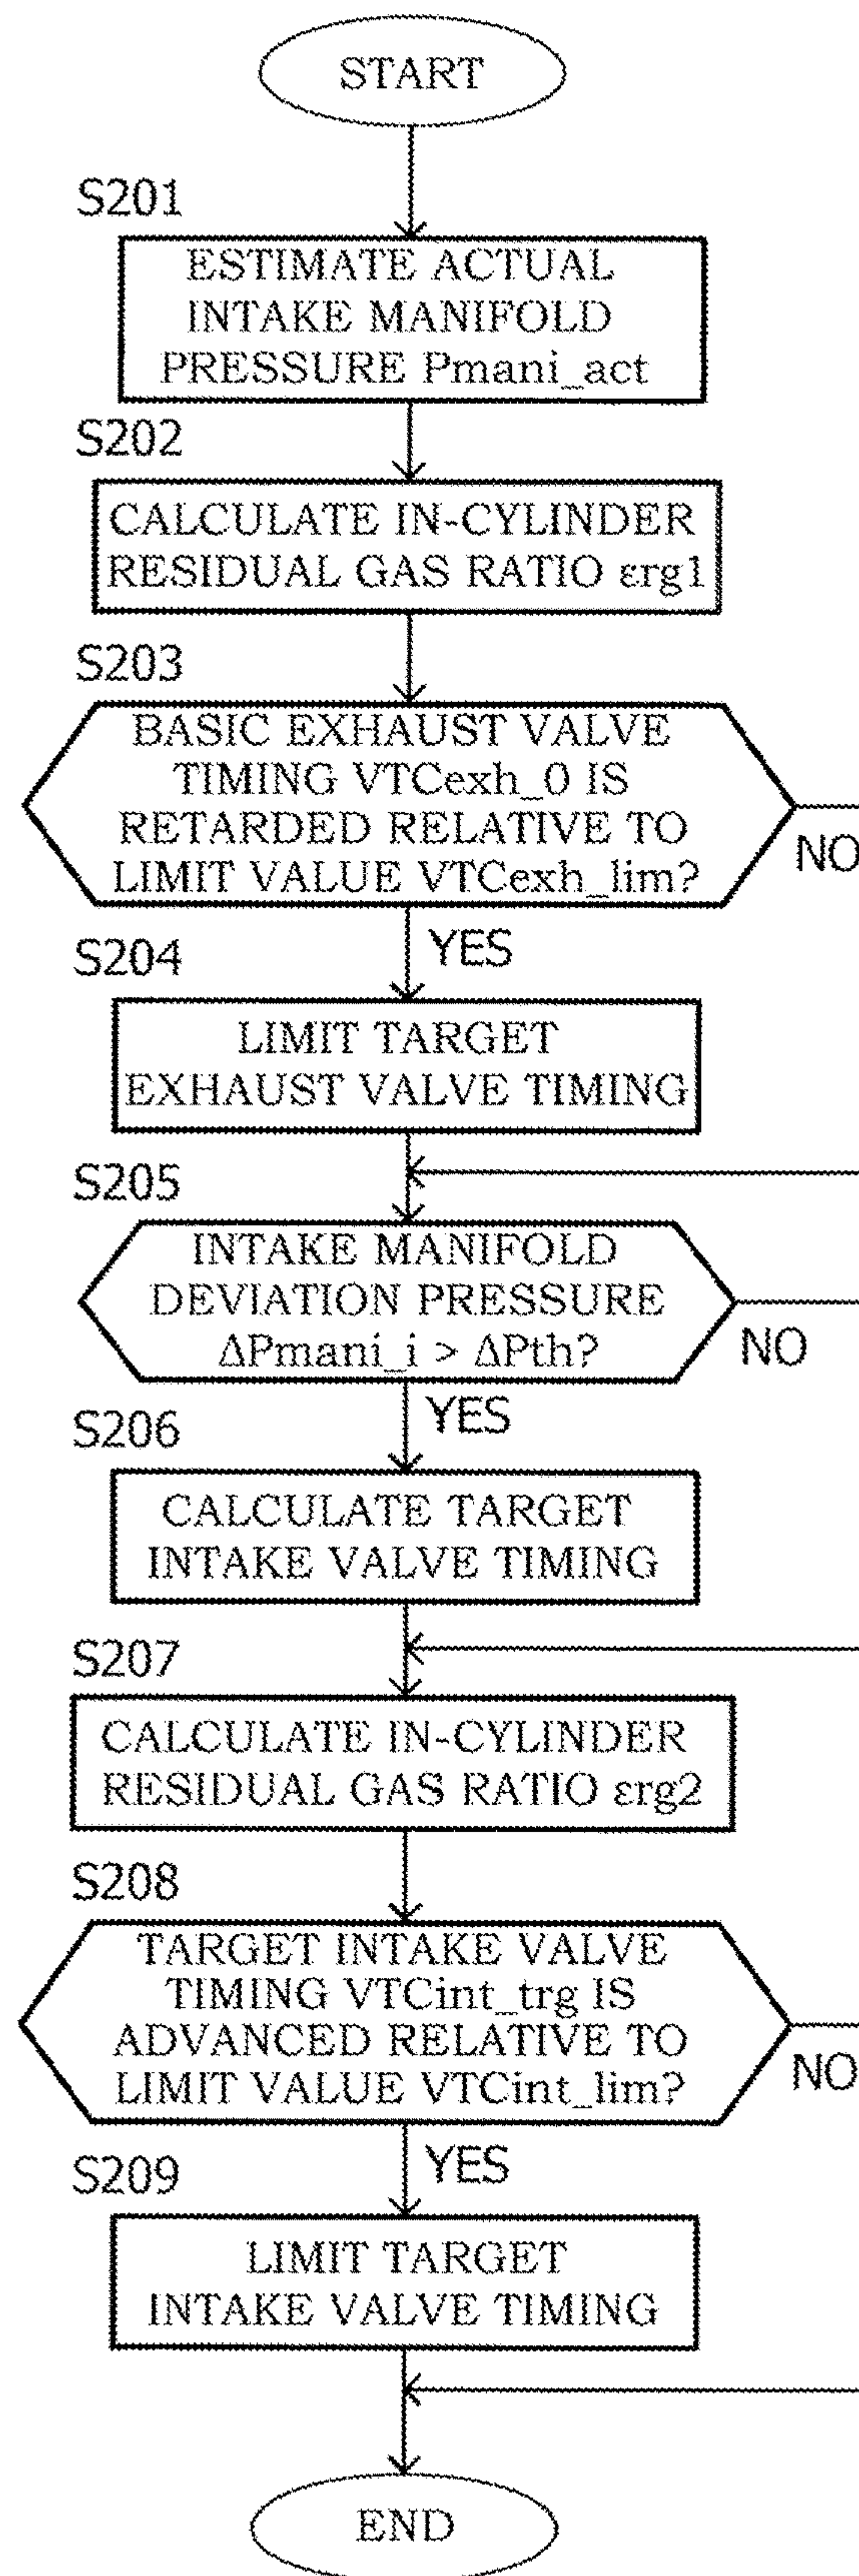 START
S201
ESTIMATE ACTUAL
INTAKE MANIFOLD
PRESSURE Pmani_act
S202
CALCULATE IN-CYLINDER
RESIDUAL GAS RATIO εrg1
S203
BASIC EXHAUST VALVE
TIMING VTCexh_0 IS
RETARDED RELATIVE TO
LIMIT VALUE VTCexh_lim?
NO
YES
S204
LIMIT TARGET
EXHAUST VALVE TIMING
S205
INTAKE MANIFOLD
DEVIATION PRESSURE
ΔPmani_i > ΔPth?
NO
YES
S206
CALCULATE TARGET
INTAKE VALVE TIMING
S207
CALCULATE IN-CYLINDER
RESIDUAL GAS RATIO εrg2
S208
TARGET INTAKE VALVE
TIMING VTCint_trg IS
ADVANCED RELATIVE TO
LIMIT VALUE VTCint_lim?
NO
YES
S209
LIMIT TARGET
INTAKE VALVE TIMING
END